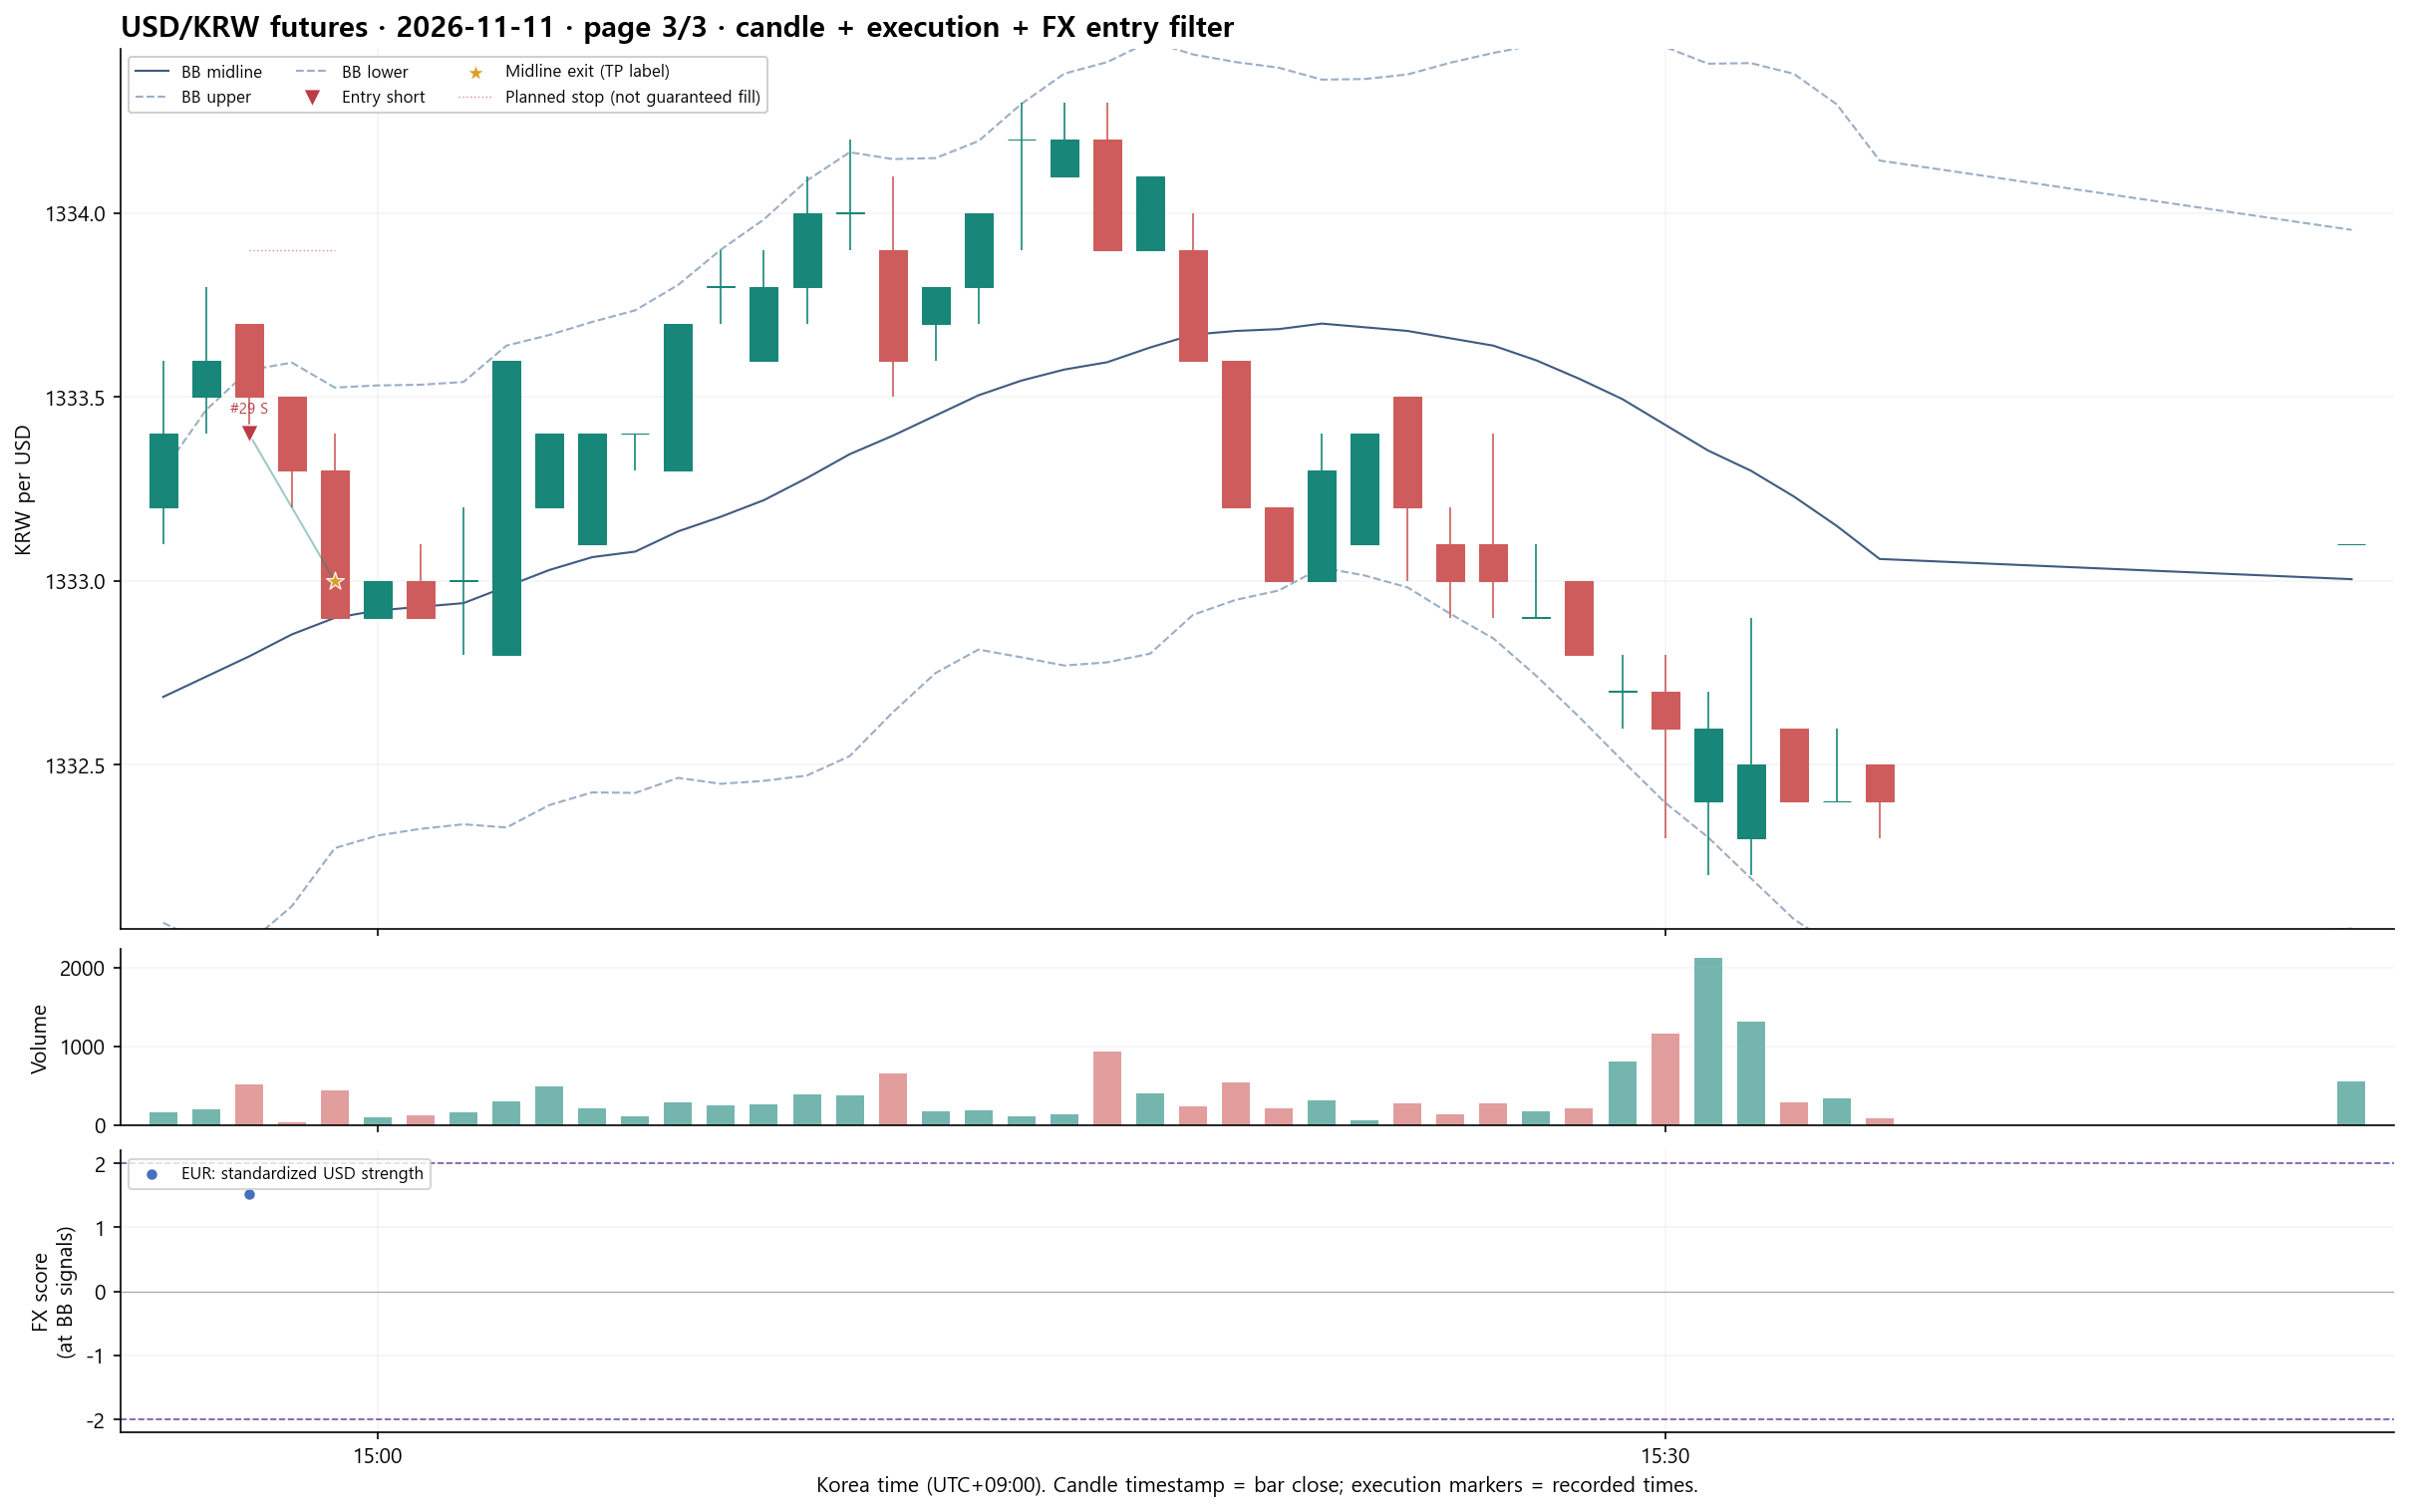 USD/KRW futures · 2026-11-11 · page 3/3 · candle + execution + FX entry filter
BB midline
BB upper
BB lower
Entry short
Midline exit (TP label)
Planned stop (not guaranteed fill)
KRW per USD
1334.0
1333.5
1333.0
1332.5
#29 S
Volume
2000
1000
0
EUR: standardized USD strength
FX score
(at BB signals)
2
1
0
-1
-2
15:00
15:30
Korea time (UTC+09:00). Candle timestamp = bar close; execution markers = recorded times.